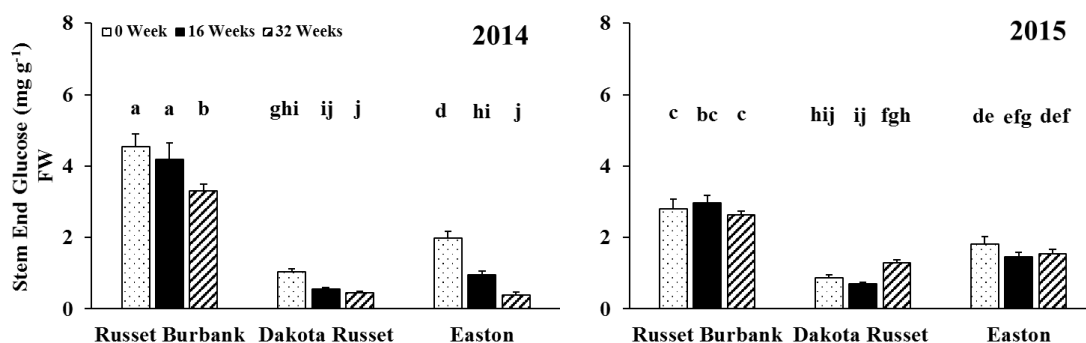 Stem End Glucose (mg g⁻¹)
FW
8
6
4
2
0
0 Week 16 Weeks 32 Weeks
2014
a a b ghi ij j d hi j
Russet Burbank Dakota Russet Easton
8
6
4
2
0
2015
c bc c hij ij fgh de efg def
Russet Burbank Dakota Russet Easton